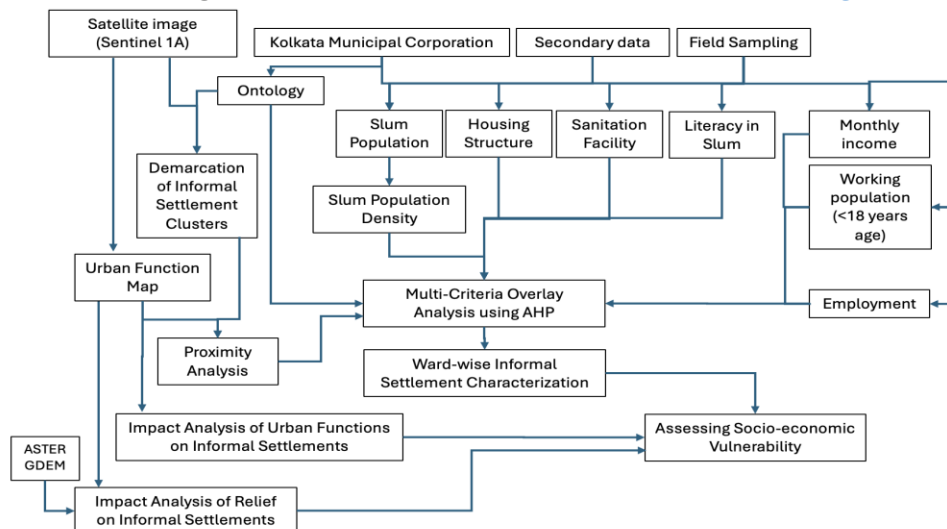 Satellite image
(Sentinel 1A)
Kolkata Municipal Corporation
Secondary data
Field Sampling
Ontology
Slum
Population
Housing
Structure
Sanitation
Facility
Literacy in
Slum
Monthly
income
Demarcation
of Informal
Settlement
Clusters
Working
population
(<18 years
age)
Slum Population
Density
Urban Function
Map
Multi-Criteria Overlay
Analysis using AHP
Employment
Proximity
Analysis
Ward-wise Informal
Settlement Characterization
Impact Analysis of Urban Functions
on Informal Settlements
Assessing Socio-economic
Vulnerability
ASTER
GDEM
Impact Analysis of Relief
on Informal Settlements